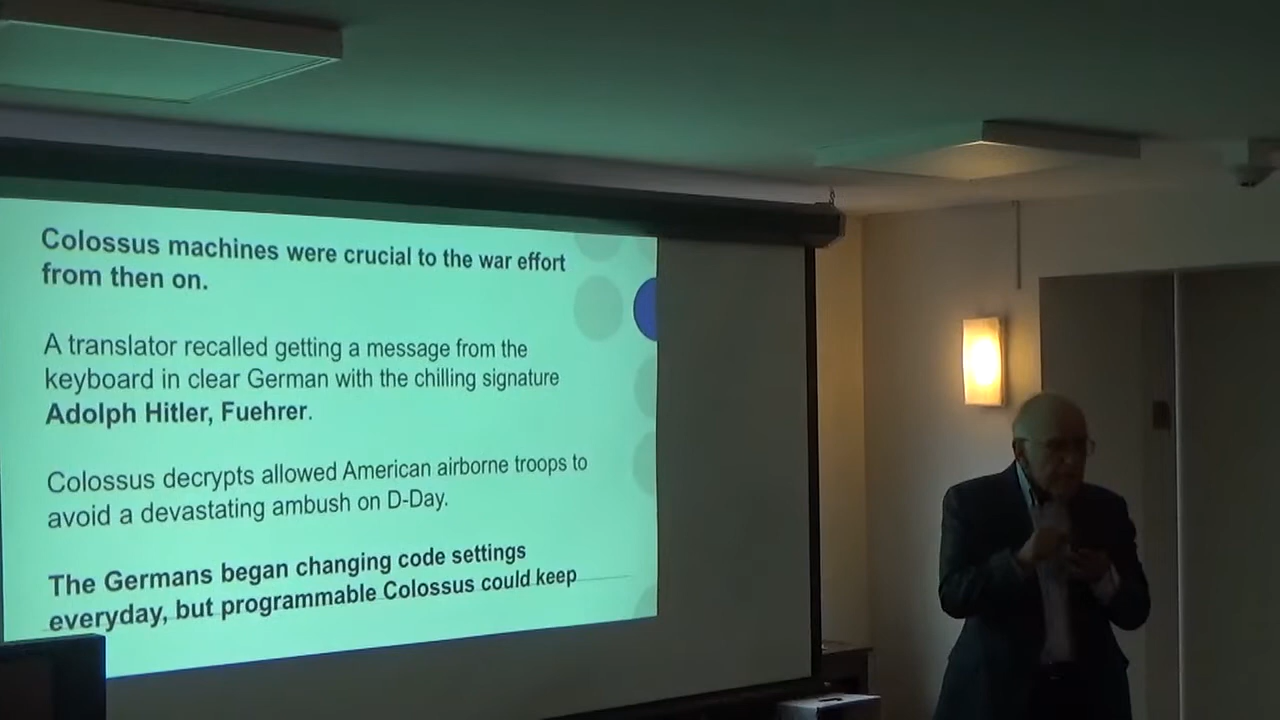 Colossus machines were crucial to the war effort
from then on.
A translator recalled getting a message from the
keyboard in clear German with the chilling signature
Adolph Hitler, Fuehrer.
Colossus decrypts allowed American airborne troops to
avoid a devastating ambush on D-Day.
The Germans began changing code settings
everyday, but programmable Colossus could keep